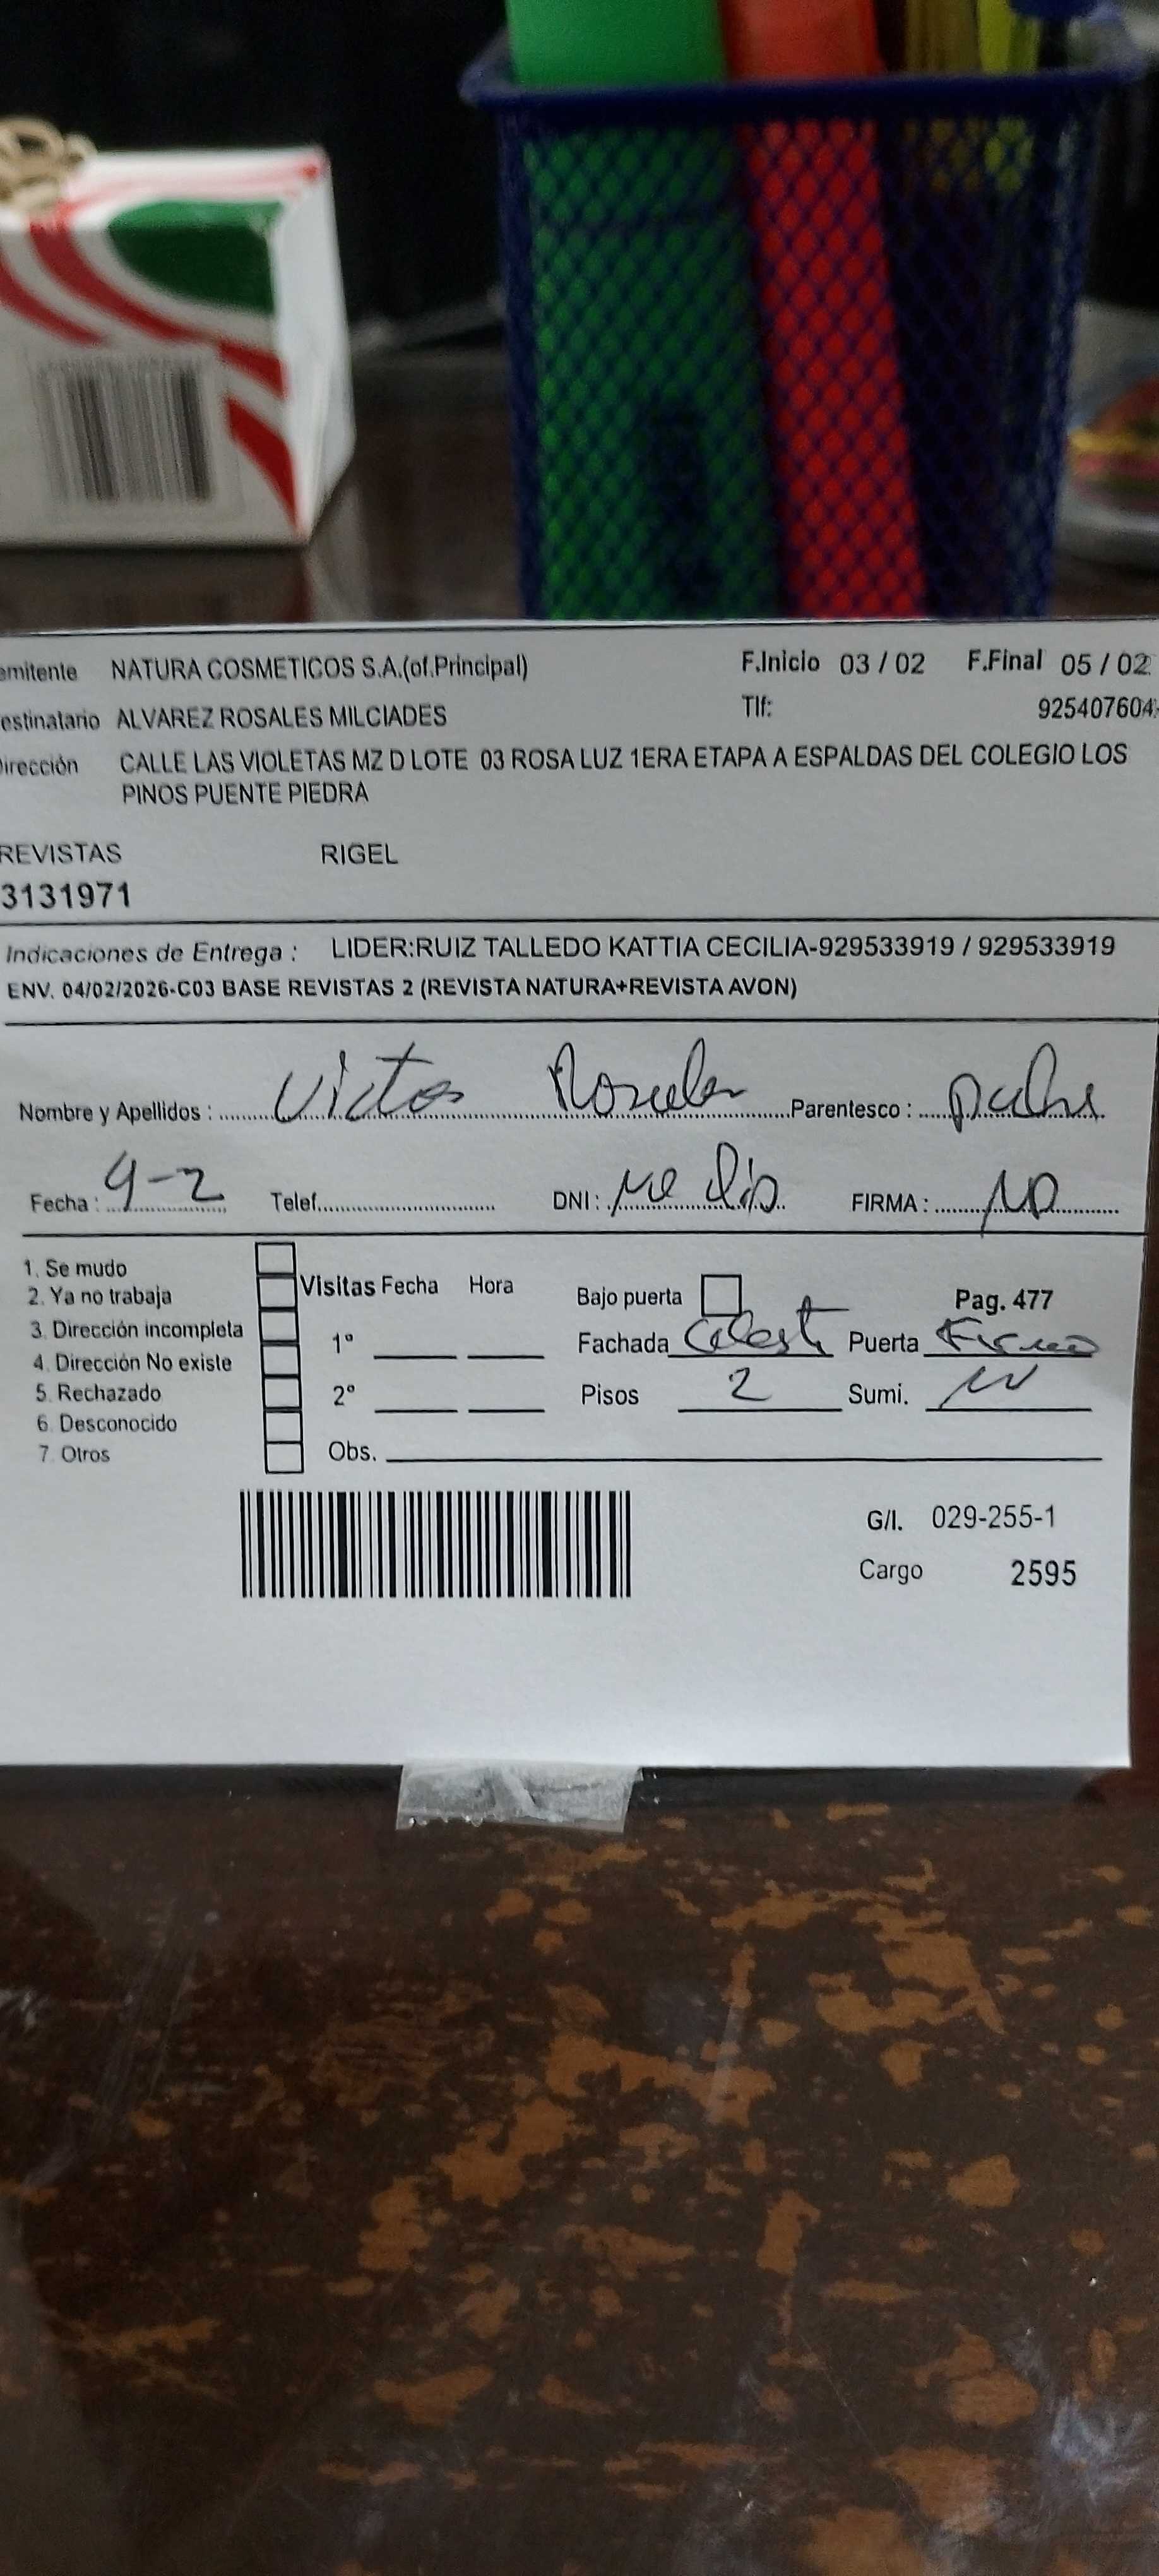 emitente NATURA COSMETICOS S.A.(of.Principal) F.Inicio 03 / 02 F.Final 05 / 02
estinatario ALVAREZ ROSALES MILCIADES Tlf: 925407604
irección CALLE LAS VIOLETAS MZ D LOTE 03 ROSA LUZ 1ERA ETAPA A ESPALDAS DEL COLEGIO LOS
PINOS PUENTE PIEDRA
REVISTAS RIGEL
3131971
Indicaciones de Entrega : LIDER:RUIZ TALLEDO KATTIA CECILIA-929533919 / 929533919
ENV. 04/02/2026-C03 BASE REVISTAS 2 (REVISTA NATURA+REVISTA AVON)
Nombre y Apellidos : Victor Rosales Parentesco : padre
Fecha : 4-2 Telef. DNI : no dio FIRMA : no
1. Se mudo
2. Ya no trabaja Visitas Fecha Hora Bajo puerta Pag. 477
3. Dirección incompleta 1º Fachada Celeste Puerta
4. Dirección No existe
5. Rechazado 2º Pisos 2 Sumi.
6. Desconocido
7. Otros Obs.
G/I. 029-255-1
Cargo 2595